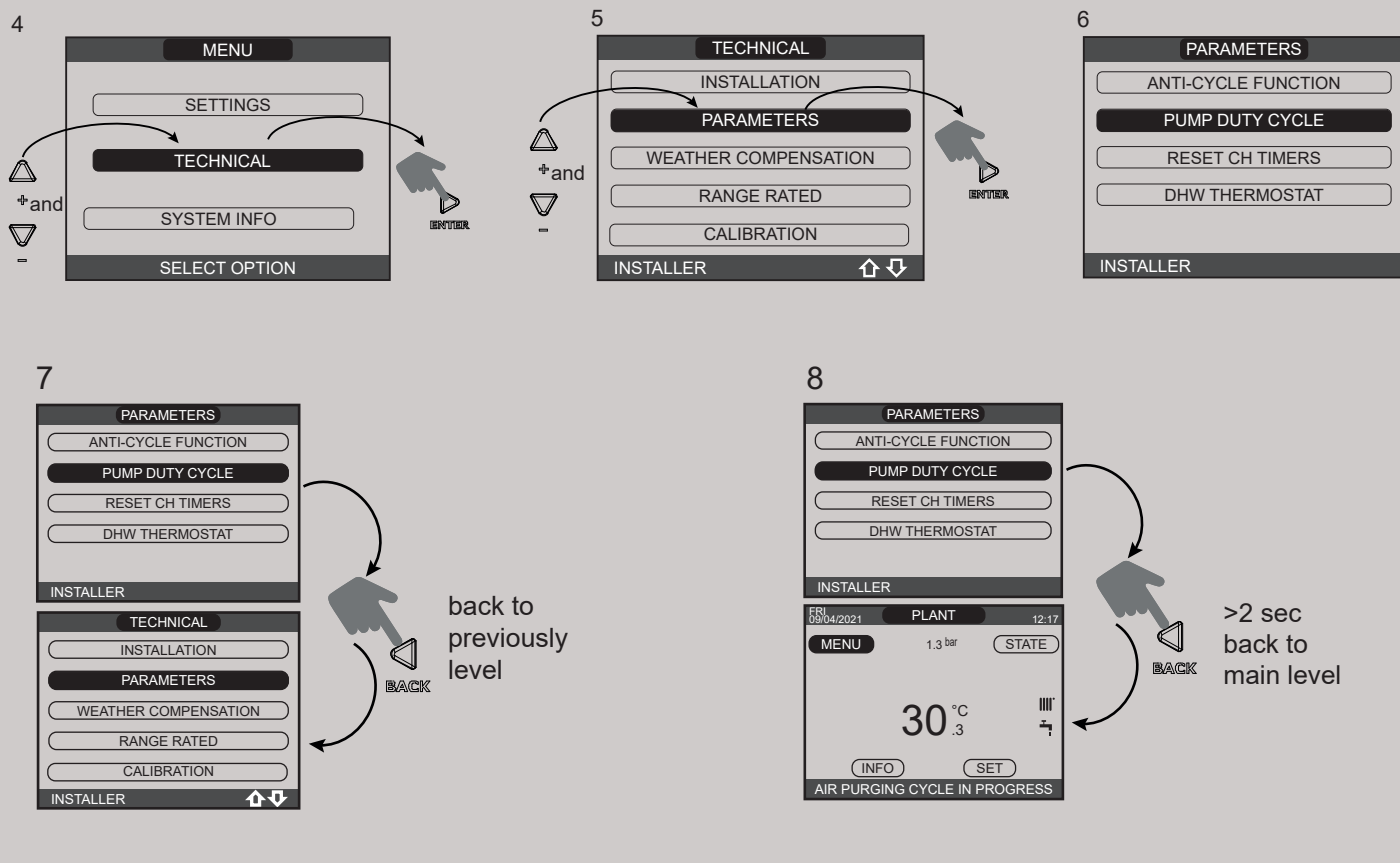 4
MENU
SETTINGS
TECHNICAL
+and
-
SYSTEM INFO
ENTER
SELECT OPTION
5
TECHNICAL
INSTALLATION
PARAMETERS
+and
-
WEATHER COMPENSATION
RANGE RATED
CALIBRATION
ENTER
INSTALLER
6
PARAMETERS
ANTI-CYCLE FUNCTION
PUMP DUTY CYCLE
RESET CH TIMERS
DHW THERMOSTAT
INSTALLER
7
PARAMETERS
ANTI-CYCLE FUNCTION
PUMP DUTY CYCLE
RESET CH TIMERS
DHW THERMOSTAT
INSTALLER
TECHNICAL
INSTALLATION
PARAMETERS
WEATHER COMPENSATION
RANGE RATED
CALIBRATION
INSTALLER
BACK
back to
previously
level
8
PARAMETERS
ANTI-CYCLE FUNCTION
PUMP DUTY CYCLE
RESET CH TIMERS
DHW THERMOSTAT
INSTALLER
FRI
09/04/2021 PLANT 12:17
MENU 1.3 bar STATE
30 °C
.3
INFO SET
AIR PURGING CYCLE IN PROGRESS
BACK
>2 sec
back to
main level